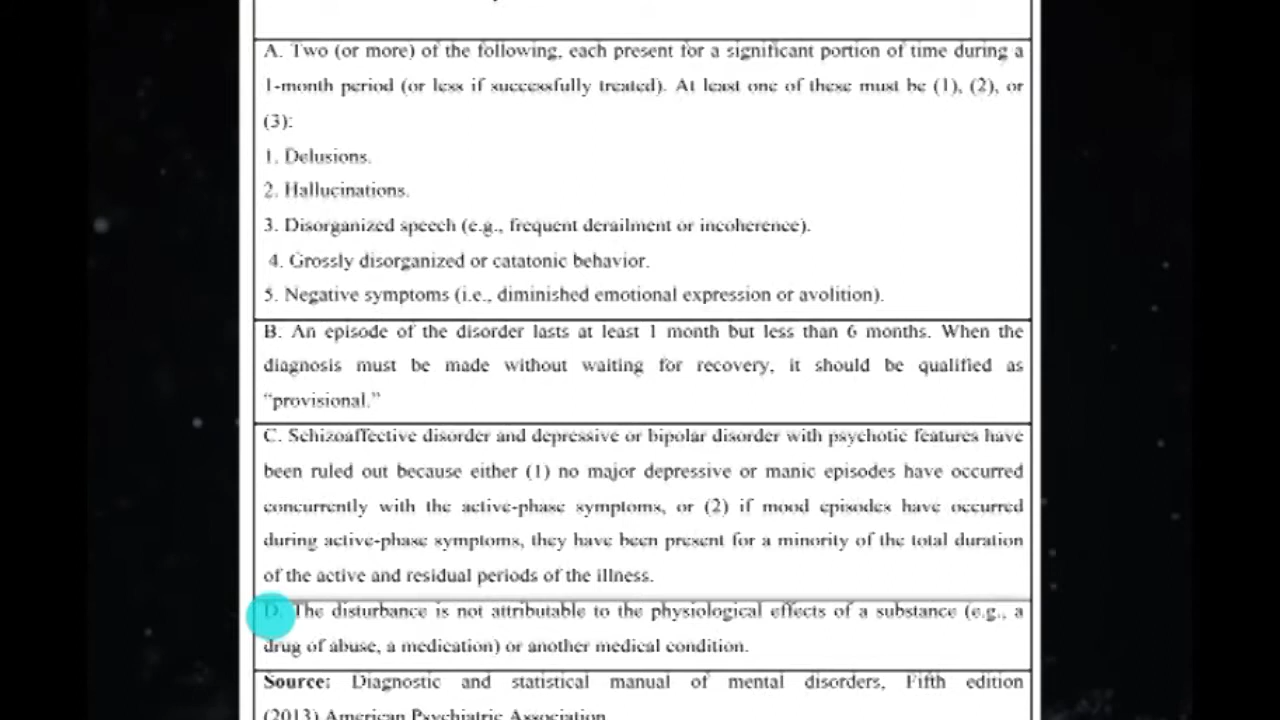 A. Two (or more) of the following, each present for a significant portion of time during a
1-month period (or less if successfully treated). At least one of these must be (1), (2), or
(3):
1. Delusions.
2. Hallucinations.
3. Disorganized speech (e.g., frequent derailment or incoherence).
4. Grossly disorganized or catatonic behavior.
5. Negative symptoms (i.e., diminished emotional expression or avolition).
B. An episode of the disorder lasts at least 1 month but less than 6 months. When the
diagnosis must be made without waiting for recovery, it should be qualified as
“provisional.”
C. Schizoaffective disorder and depressive or bipolar disorder with psychotic features have
been ruled out because either (1) no major depressive or manic episodes have occurred
concurrently with the active-phase symptoms, or (2) if mood episodes have occurred
during active-phase symptoms, they have been present for a minority of the total duration
of the active and residual periods of the illness.
D. The disturbance is not attributable to the physiological effects of a substance (e.g., a
drug of abuse, a medication) or another medical condition.
Source: Diagnostic and statistical manual of mental disorders, Fifth edition
(2013) American Psychiatric Association